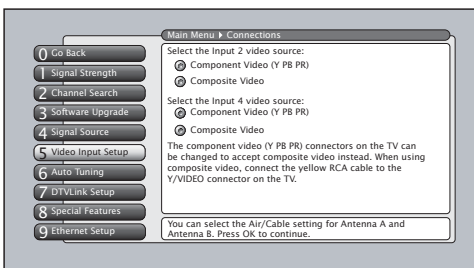 Main Menu ▶ Connections
0 Go Back
1 Signal Strength
2 Channel Search
3 Software Upgrade
4 Signal Source
5 Video Input Setup
6 Auto Tuning
7 DTVLink Setup
8 Special Features
9 Ethernet Setup
Select the Input 2 video source:
Component Video (Y PB PR)
Composite Video
Select the Input 4 video source:
Component Video (Y PB PR)
Composite Video
The component video (Y PB PR) connectors on the TV can
be changed to accept composite video instead. When using
composite video, connect the yellow RCA cable to the
Y/VIDEO connector on the TV.
You can select the Air/Cable setting for Antenna A and
Antenna B. Press OK to continue.